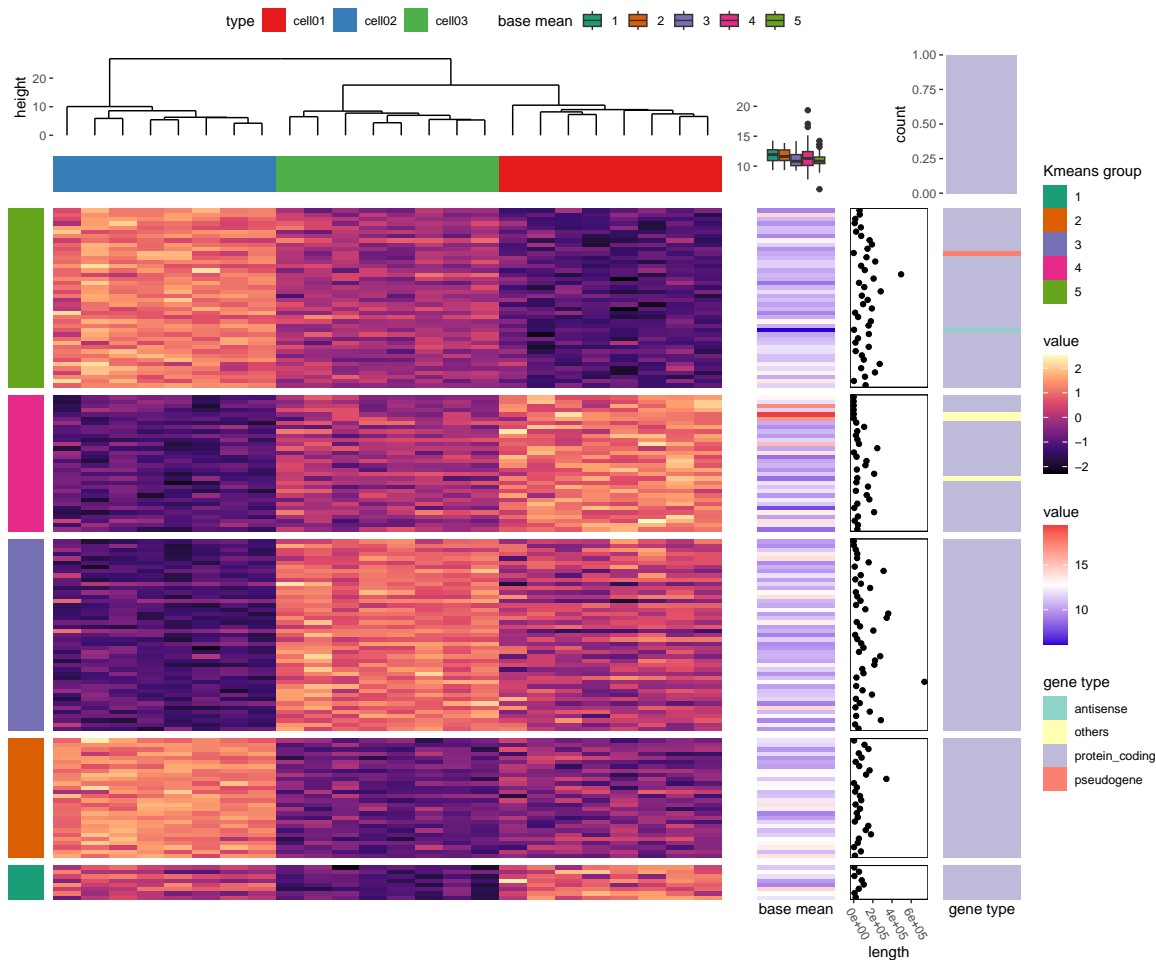 type cell01 cell02 cell03 base mean 1 2 3 4 5
height
20
10
0
20
15
10
count
1.00
0.75
0.50
0.25
0.00
Kmeans group
1
2
3
4
5
value
2
1
0
−1
−2
value
15
10
gene type
antisense
others
protein_coding
pseudogene
base mean
0e+00
2e+05
4e+05
6e+05
length
gene type